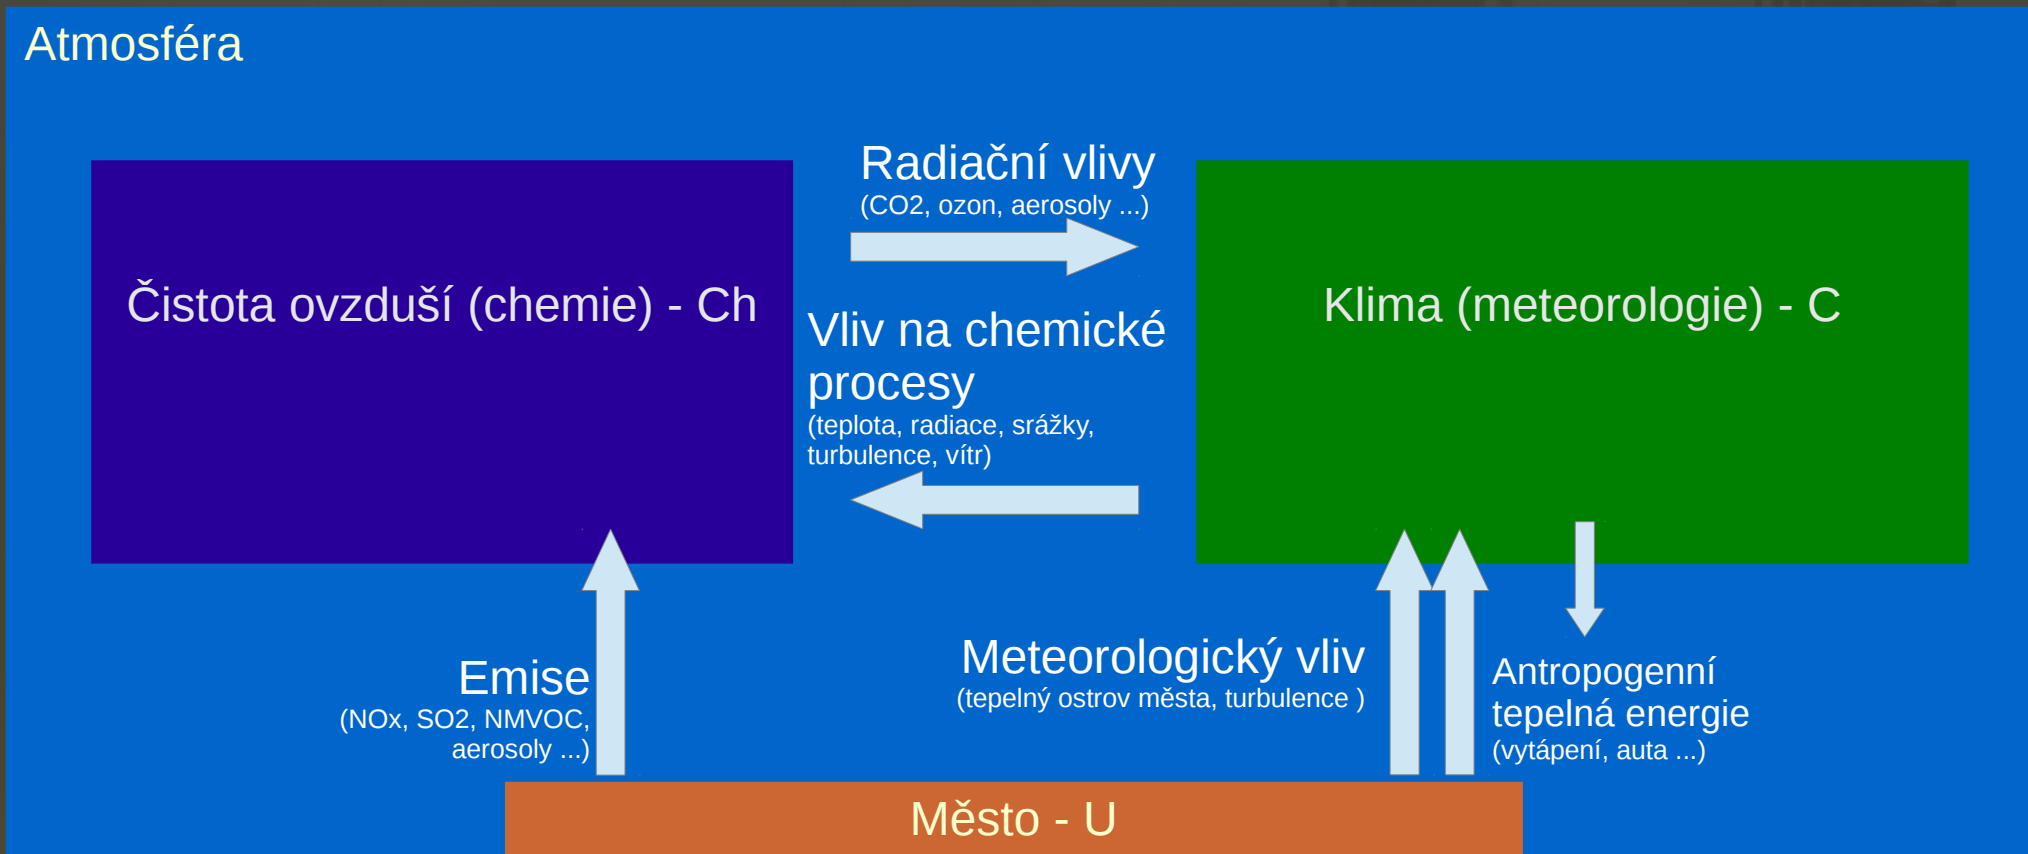 Atmosféra
Radiační vlivy
(CO2, ozon, aerosoly ...)
Čistota ovzduší (chemie) - Ch
Klima (meteorologie) - C
Vliv na chemické
procesy
(teplota, radiace, srážky,
turbulence, vítr)
Emise
(NOx, SO2, NMVOC,
aerosoly ...)
Meteorologický vliv
(tepelný ostrov města, turbulence )
Antropogenní
tepelná energie
(vytápení, auta ...)
Město - U